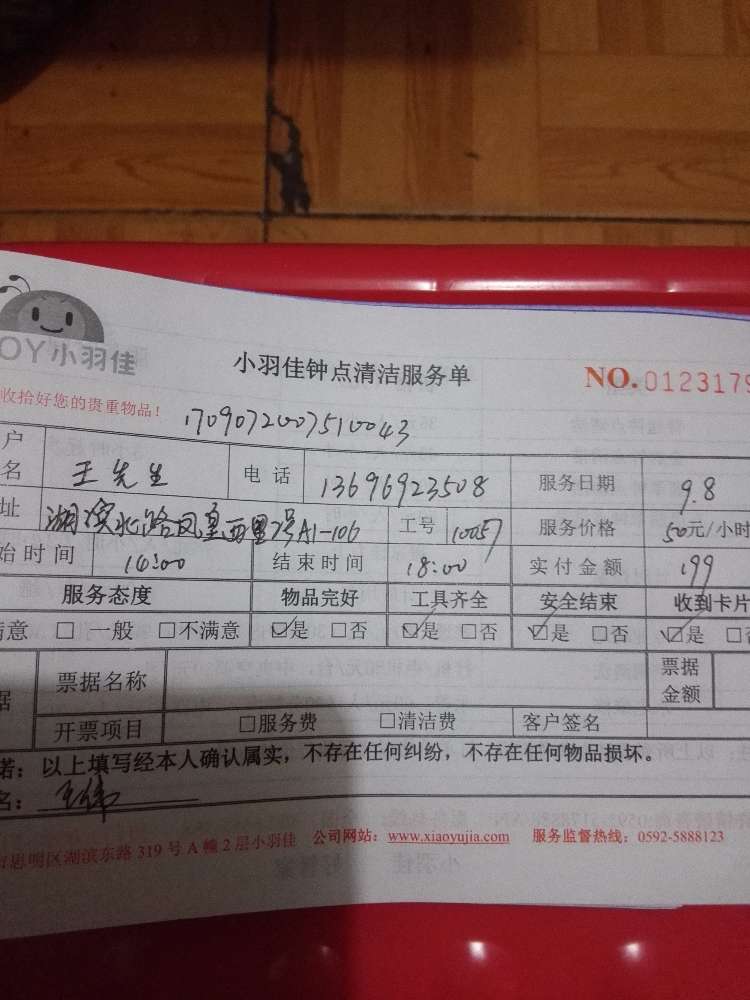 OY小羽佳
小羽佳钟点清洁服务单
NO.0123179
收拾好您的贵重物品！
1709072007510043
户名 王先生 电话 13696923508 服务日期 9.8
址 湖滨北路凤凰西里2号A1-106 工号 10057 服务价格 50元/小时
始时间 14:00 结束时间 18:00 实付金额 199
服务态度 物品完好 工具齐全 安全结束 收到卡片
满意 □一般 □不满意 ☑是 □否 ☑是 □否 ☑是 □否 ☑是 □否
据 票据名称 票据金额
开票项目 □服务费 □清洁费 客户签名
诺：以上填写经本人确认属实，不存在任何纠纷，不存在任何物品损坏。
名：王伟
市思明区湖滨东路 319 号 A 幢 2 层小羽佳 公司网站：www.xiaoyujia.com 服务监督热线：0592-5888123